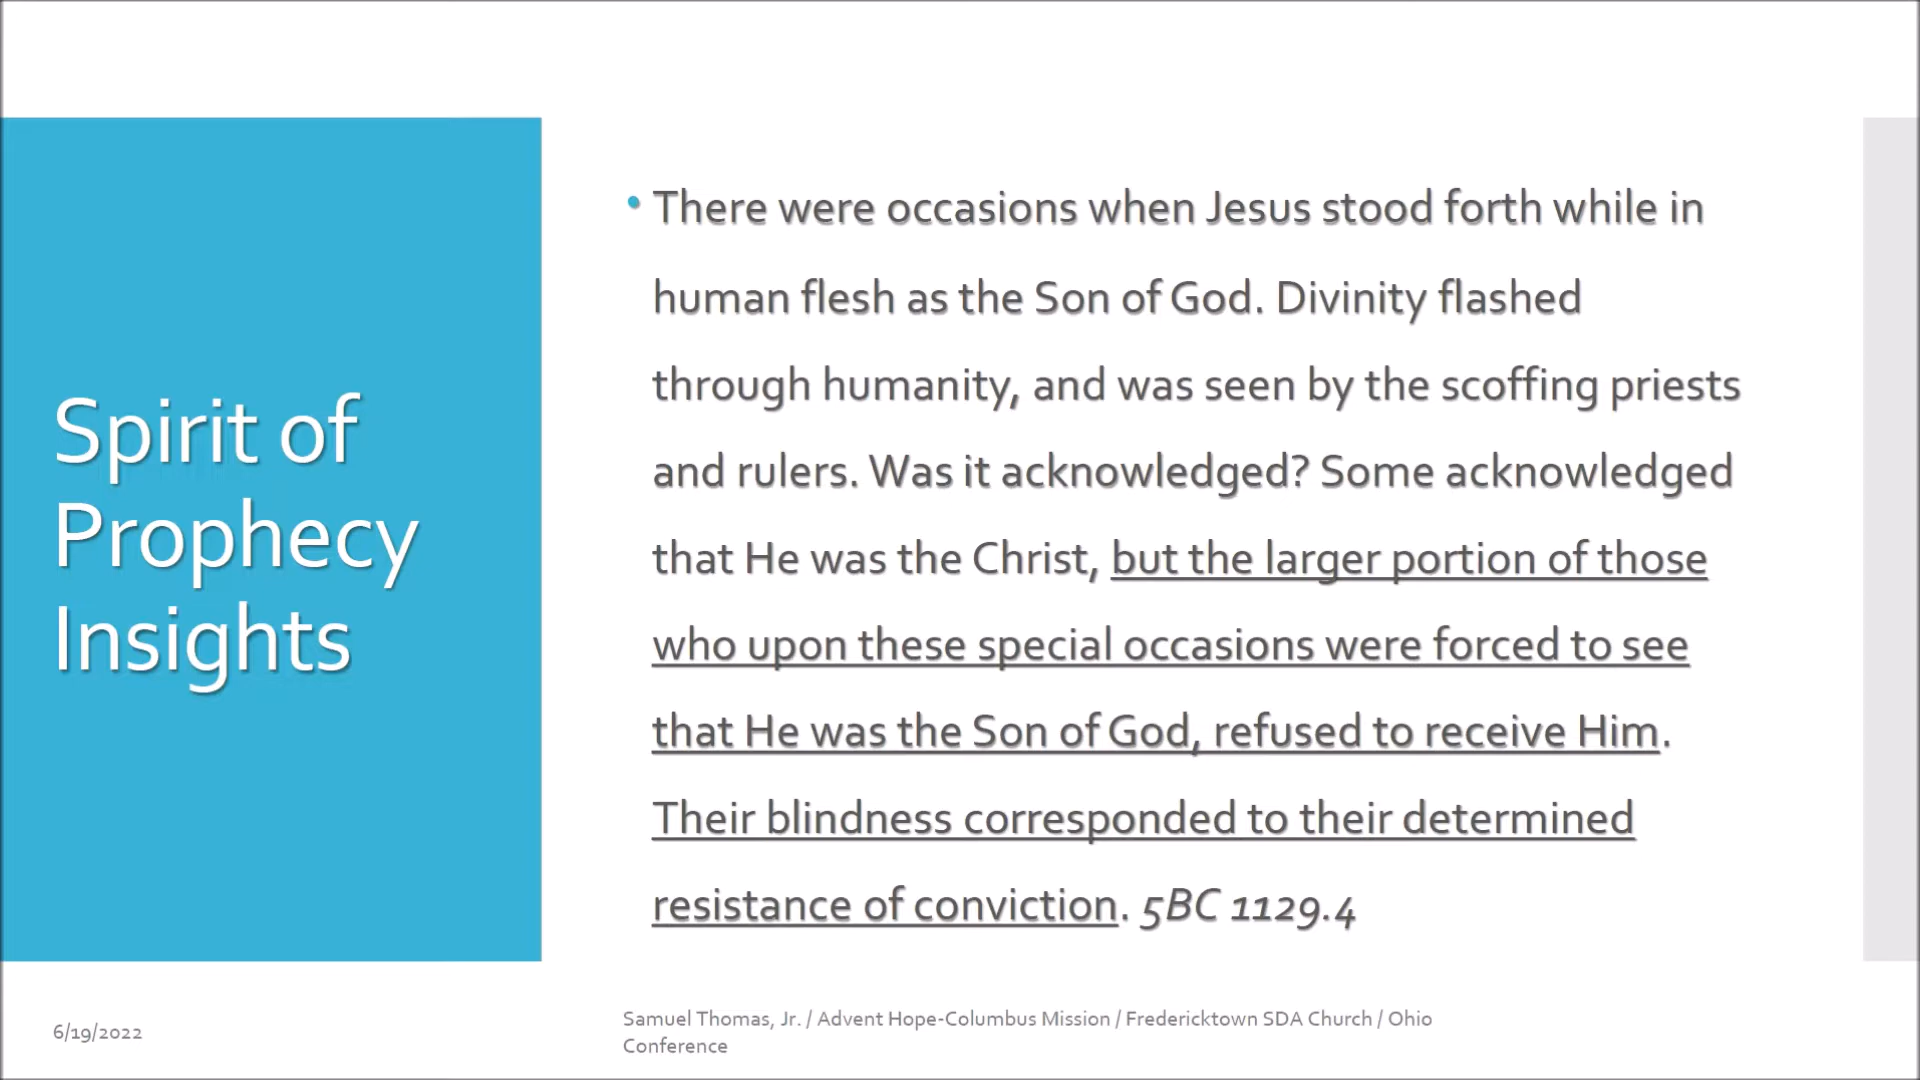 Spirit of
Prophecy
Insights
• There were occasions when Jesus stood forth while in
human flesh as the Son of God. Divinity flashed
through humanity, and was seen by the scoffing priests
and rulers. Was it acknowledged? Some acknowledged
that He was the Christ, but the larger portion of those
who upon these special occasions were forced to see
that He was the Son of God, refused to receive Him.
Their blindness corresponded to their determined
resistance of conviction. 5BC 1129.4
6/19/2022
Samuel Thomas, Jr. / Advent Hope-Columbus Mission / Fredericktown SDA Church / Ohio
Conference